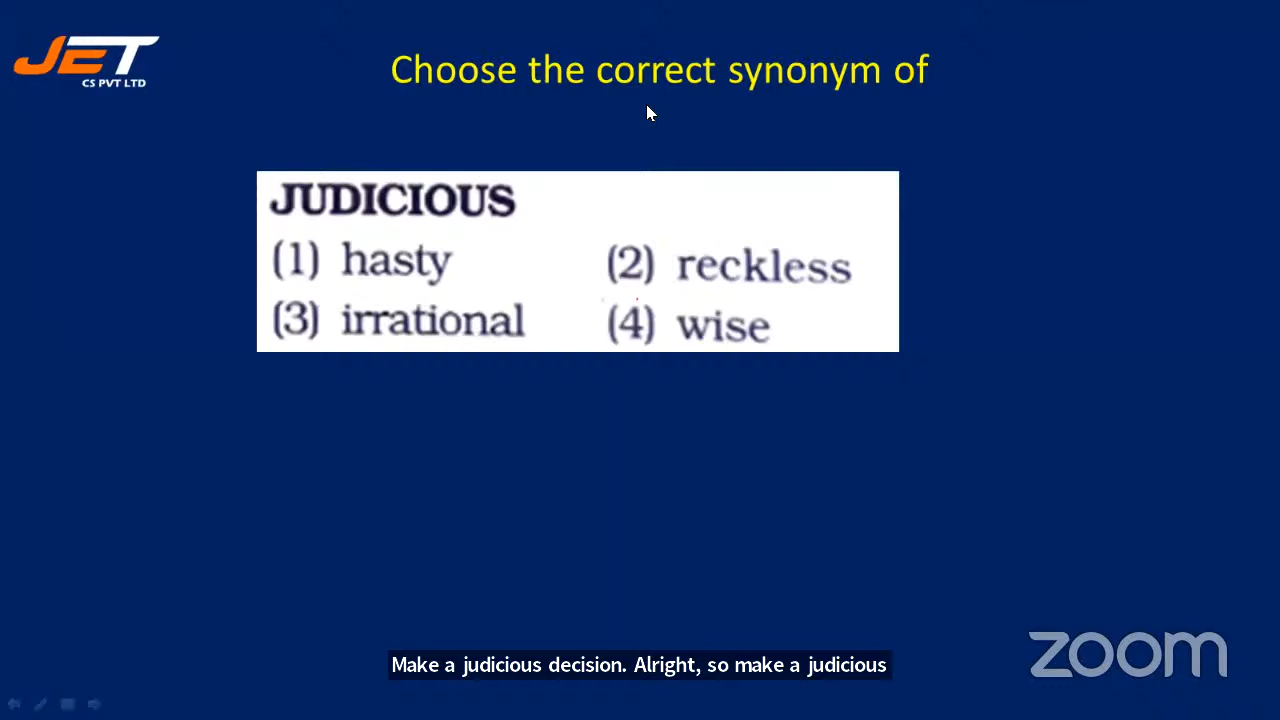 JET
CS PVT LTD
Choose the correct synonym of
JUDICIOUS
(1) hasty (2) reckless
(3) irrational (4) wise
Make a judicious decision. Alright, so make a judicious
zoom